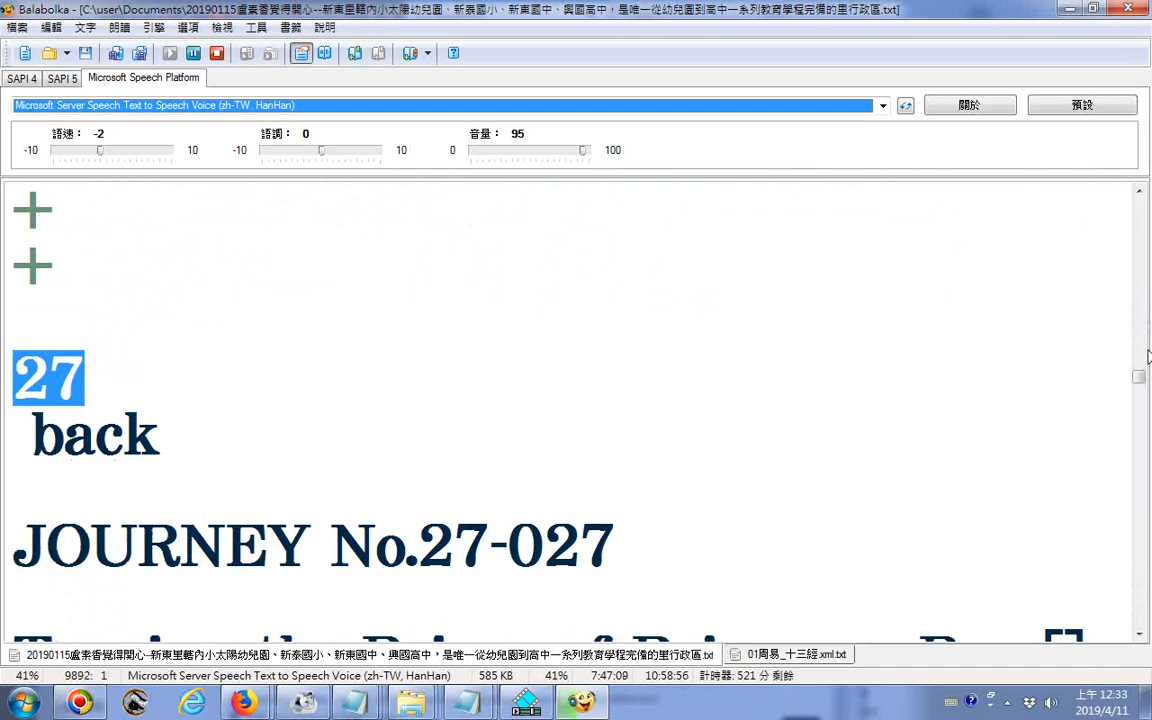 Balabolka - [C:\user\Documents\20190115盧素香覺得開心--新東里轄內小太陽幼兒園、新泰國小、新東國中、興國高中，是唯一從幼兒園到高中一系列教育學程完備的里行政區.txt]
檔案 編輯 文字 朗讀 引擎 選項 檢視 工具 書籤 說明
SAPI 4 SAPI 5 Microsoft Speech Platform
Microsoft Server Speech Text to Speech Voice (zh-TW, HanHan) 關於 預設
語速： -2 語調： 0 音量： 95
-10 10 -10 10 0 100
+
+
27
back
JOURNEY No.27-027
20190115盧素香覺得開心--新東里轄內小太陽幼兒園、新泰國小、新東國中、興國高中，是唯一從幼兒園到高中一系列教育學程完備的里行政區.txt 01周易_十三經.xml.txt
41% 9892: 1 Microsoft Server Speech Text to Speech Voice (zh-TW, HanHan) 585 KB 41% 7:47:09 10:58:56 計時器: 521 分 剩餘
上午 12:33
2019/4/11